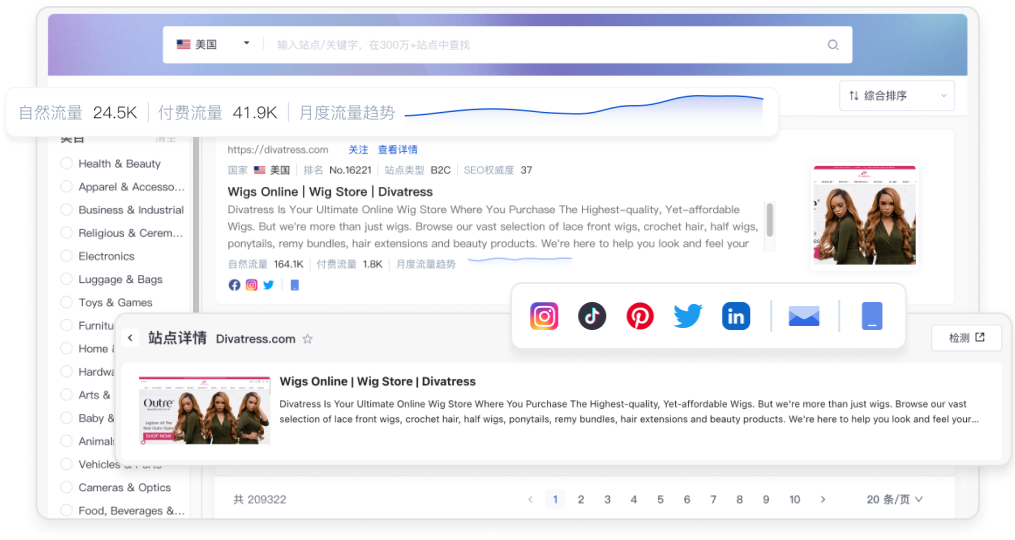 美国
输入站点/关键字，在300万+站点中查找
自然流量 24.5K 付费流量 41.9K 月度流量趋势
综合排序
类目 清空
Health & Beauty
Apparel & Accesso...
Business & Industrial
Religious & Cerem...
Electronics
Luggage & Bags
Toys & Games
Furnitu
Home &
Hardwa
Arts &
Baby &
Animals
Vehicles & Parts
Cameras & Optics
Food, Beverages &...
https://divatress.com 关注 查看详情
国家 美国 排名 No.16221 站点类型 B2C SEO权威度 37
Wigs Online | Wig Store | Divatress
Divatress Is Your Ultimate Online Wig Store Where You Purchase The Highest-quality, Yet-affordable
Wigs. But we're more than just wigs. Browse our vast selection of lace front wigs, crochet hair, half wigs,
ponytails, remy bundles, hair extensions and beauty products. We're here to help you look and feel your
自然流量 164.1K 付费流量 1.8K 月度流量趋势
站点详情 Divatress.com
检测
Outre
SHOP NOW
Wigs Online | Wig Store | Divatress
Divatress Is Your Ultimate Online Wig Store Where You Purchase The Highest-quality, Yet-affordable Wigs. But we're more than just wigs. Browse our vast
selection of lace front wigs, crochet hair, half wigs, ponytails, remy bundles, hair extensions and beauty products. We're here to help you look and feel your...
共 209322
1 2 3 4 5 6 7 8 9 10
20 条/页